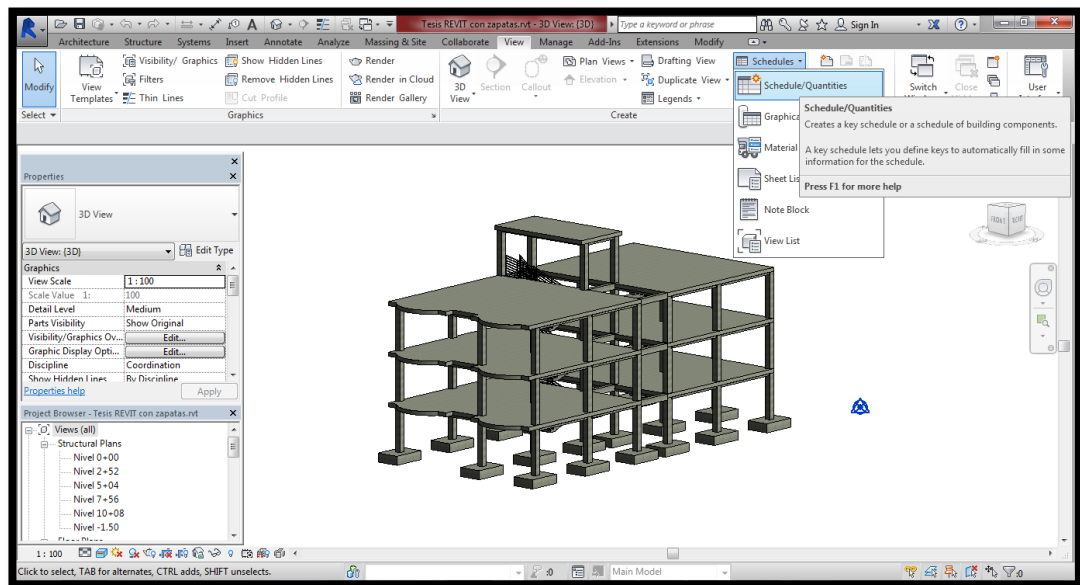 Tesis REVIT con zapatas.rvt - 3D View: {3D}
Type a keyword or phrase
Sign In
Architecture Structure Systems Insert Annotate Analyze Massing & Site Collaborate View Manage Add-Ins Extensions Modify
Modify
View Templates
Visibility/ Graphics
Filters
Thin Lines
Show Hidden Lines
Remove Hidden Lines
Cut Profile
Render
Render in Cloud
Render Gallery
3D View
Section
Callout
Plan Views
Elevation
Drafting View
Duplicate View
Legends
Schedules
Switch
Close
User
Select
Graphics
Create
Schedule/Quantities
Graphica
Material
Sheet Lis
Note Block
View List
Schedule/Quantities
Creates a key schedule or a schedule of building components.
A key schedule lets you define keys to automatically fill in some
information for the schedule.
Press F1 for more help
Properties
3D View
3D View: {3D}
Edit Type
Graphics
View Scale 1 : 100
Scale Value 1: 100
Detail Level Medium
Parts Visibility Show Original
Visibility/Graphics Ov... Edit...
Graphic Display Opti... Edit...
Discipline Coordination
Show Hidden Lines By Discipline
Properties help
Apply
Project Browser - Tesis REVIT con zapatas.rvt
Views (all)
Structural Plans
Nivel 0+00
Nivel 2+52
Nivel 5+04
Nivel 7+56
Nivel 10+08
Nivel -1.50
FRONT
1 : 100
Click to select, TAB for alternates, CTRL adds, SHIFT unselects.
:0
Main Model
:0